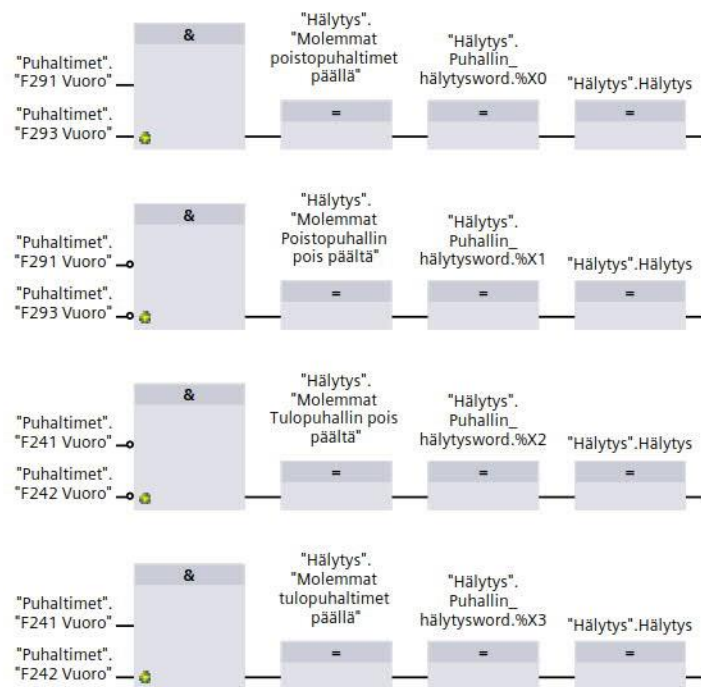 &
"Puhaltimet".
"F291 Vuoro"
"Puhaltimet".
"F293 Vuoro"
"Hälytys".
"Molemmat
poistopuhaltimet
päällä"
=
"Hälytys".
Puhallin_
hälytysword.%X0
=
"Hälytys".Hälytys
=
&
"Puhaltimet".
"F291 Vuoro"
"Puhaltimet".
"F293 Vuoro"
"Hälytys".
"Molemmat
Poistopuhallin
pois päältä"
=
"Hälytys".
Puhallin_
hälytysword.%X1
=
"Hälytys".Hälytys
=
&
"Puhaltimet".
"F241 Vuoro"
"Puhaltimet".
"F242 Vuoro"
"Hälytys".
"Molemmat
Tulopuhallin pois
päältä"
=
"Hälytys".
Puhallin_
hälytysword.%X2
=
"Hälytys".Hälytys
=
&
"Puhaltimet".
"F241 Vuoro"
"Puhaltimet".
"F242 Vuoro"
"Hälytys".
"Molemmat
tulopuhaltimet
päällä"
=
"Hälytys".
Puhallin_
hälytysword.%X3
=
"Hälytys".Hälytys
=